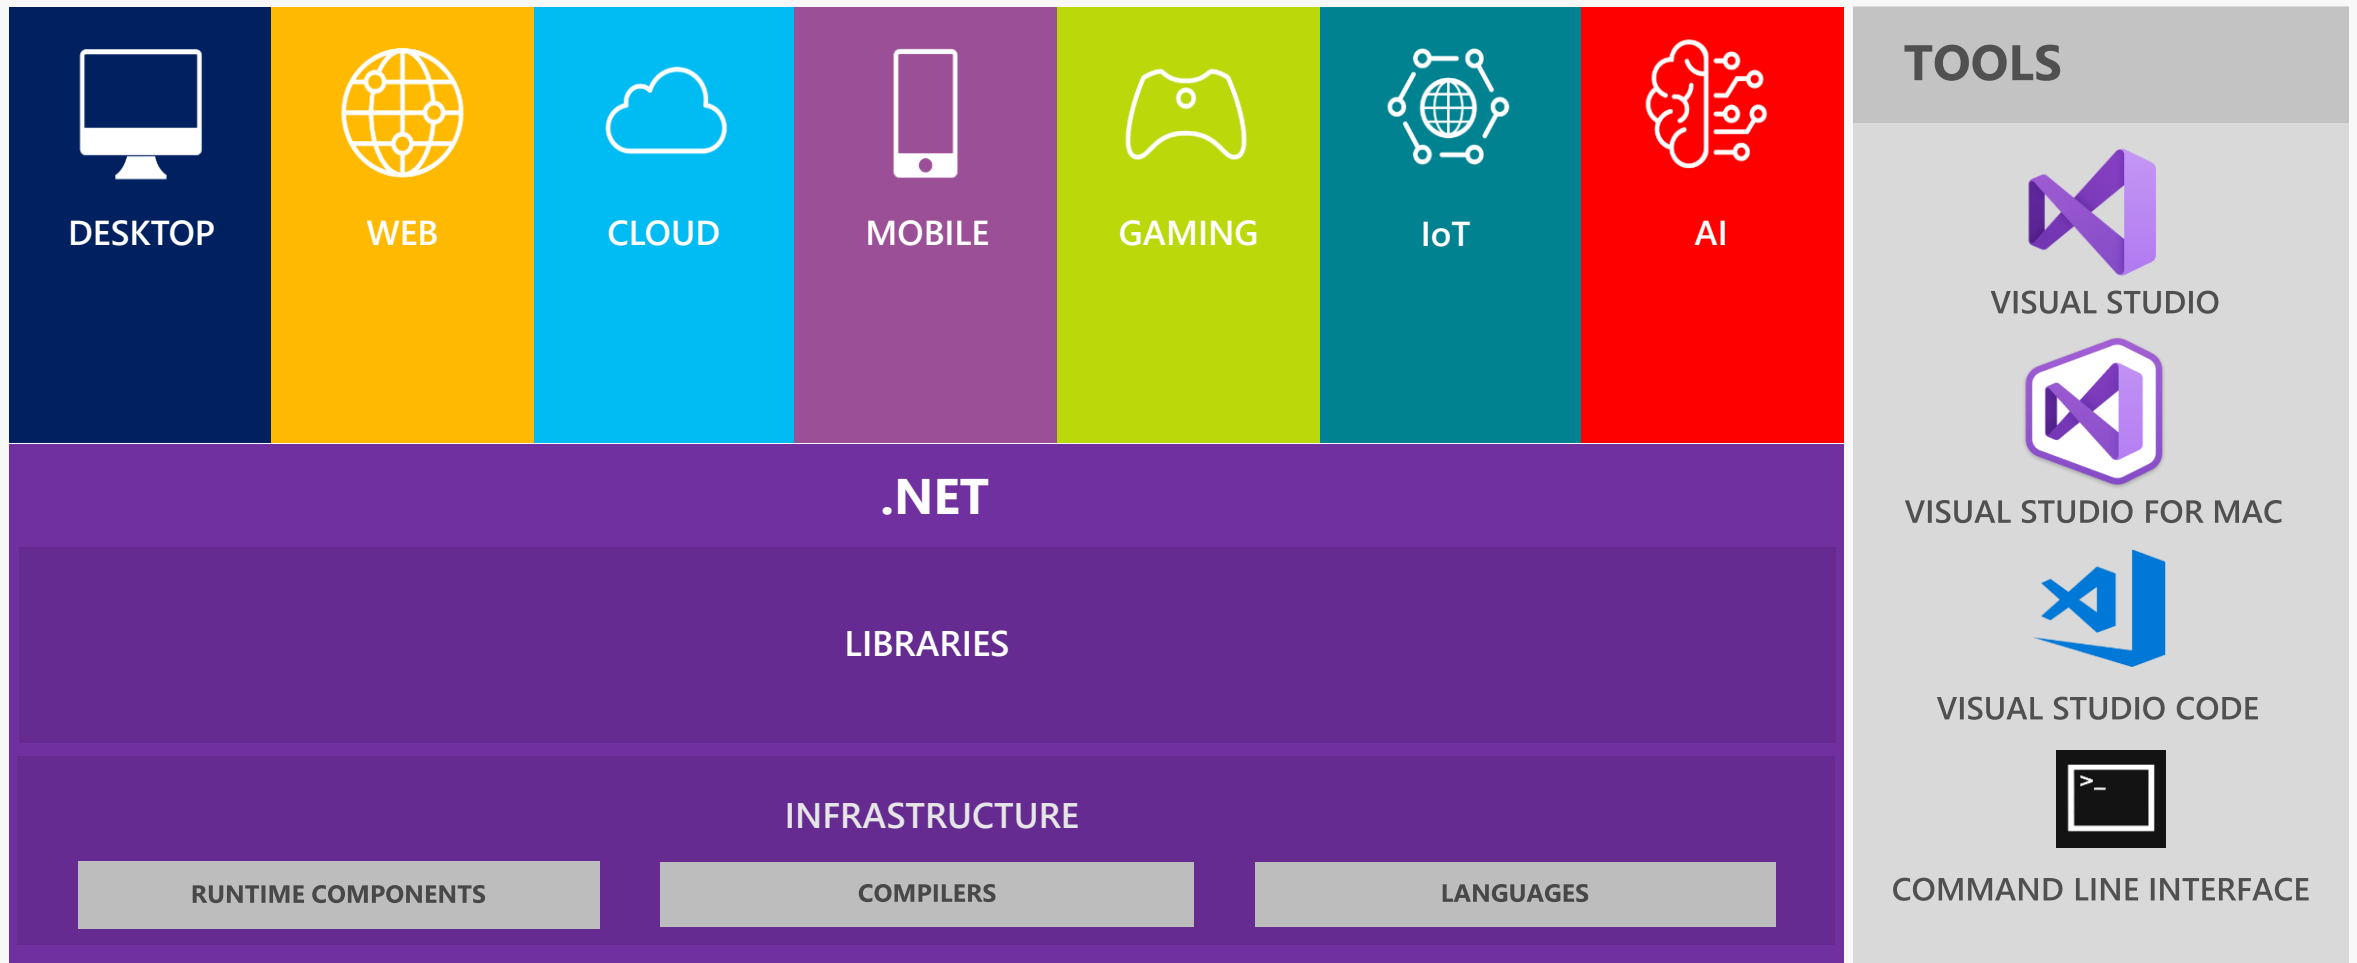 DESKTOP
WEB
CLOUD
MOBILE
GAMING
IoT
AI
.NET
LIBRARIES
INFRASTRUCTURE
RUNTIME COMPONENTS
COMPILERS
LANGUAGES
TOOLS
VISUAL STUDIO
VISUAL STUDIO FOR MAC
VISUAL STUDIO CODE
>_
COMMAND LINE INTERFACE